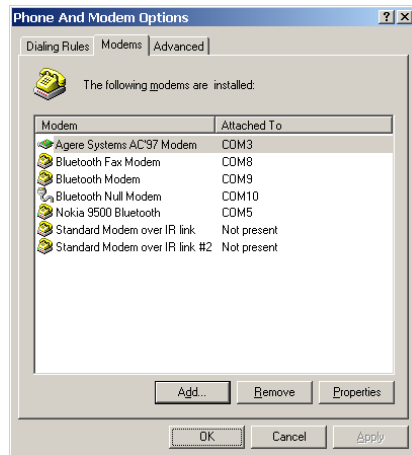 Phone And Modem Options
Dialing Rules Modems Advanced
The following modems are installed:
Modem Attached To
Agere Systems AC'97 Modem COM3
Bluetooth Fax Modem COM8
Bluetooth Modem COM9
Bluetooth Null Modem COM10
Nokia 9500 Bluetooth COM5
Standard Modem over IR link Not present
Standard Modem over IR link #2 Not present
Add... Remove Properties
OK Cancel Apply